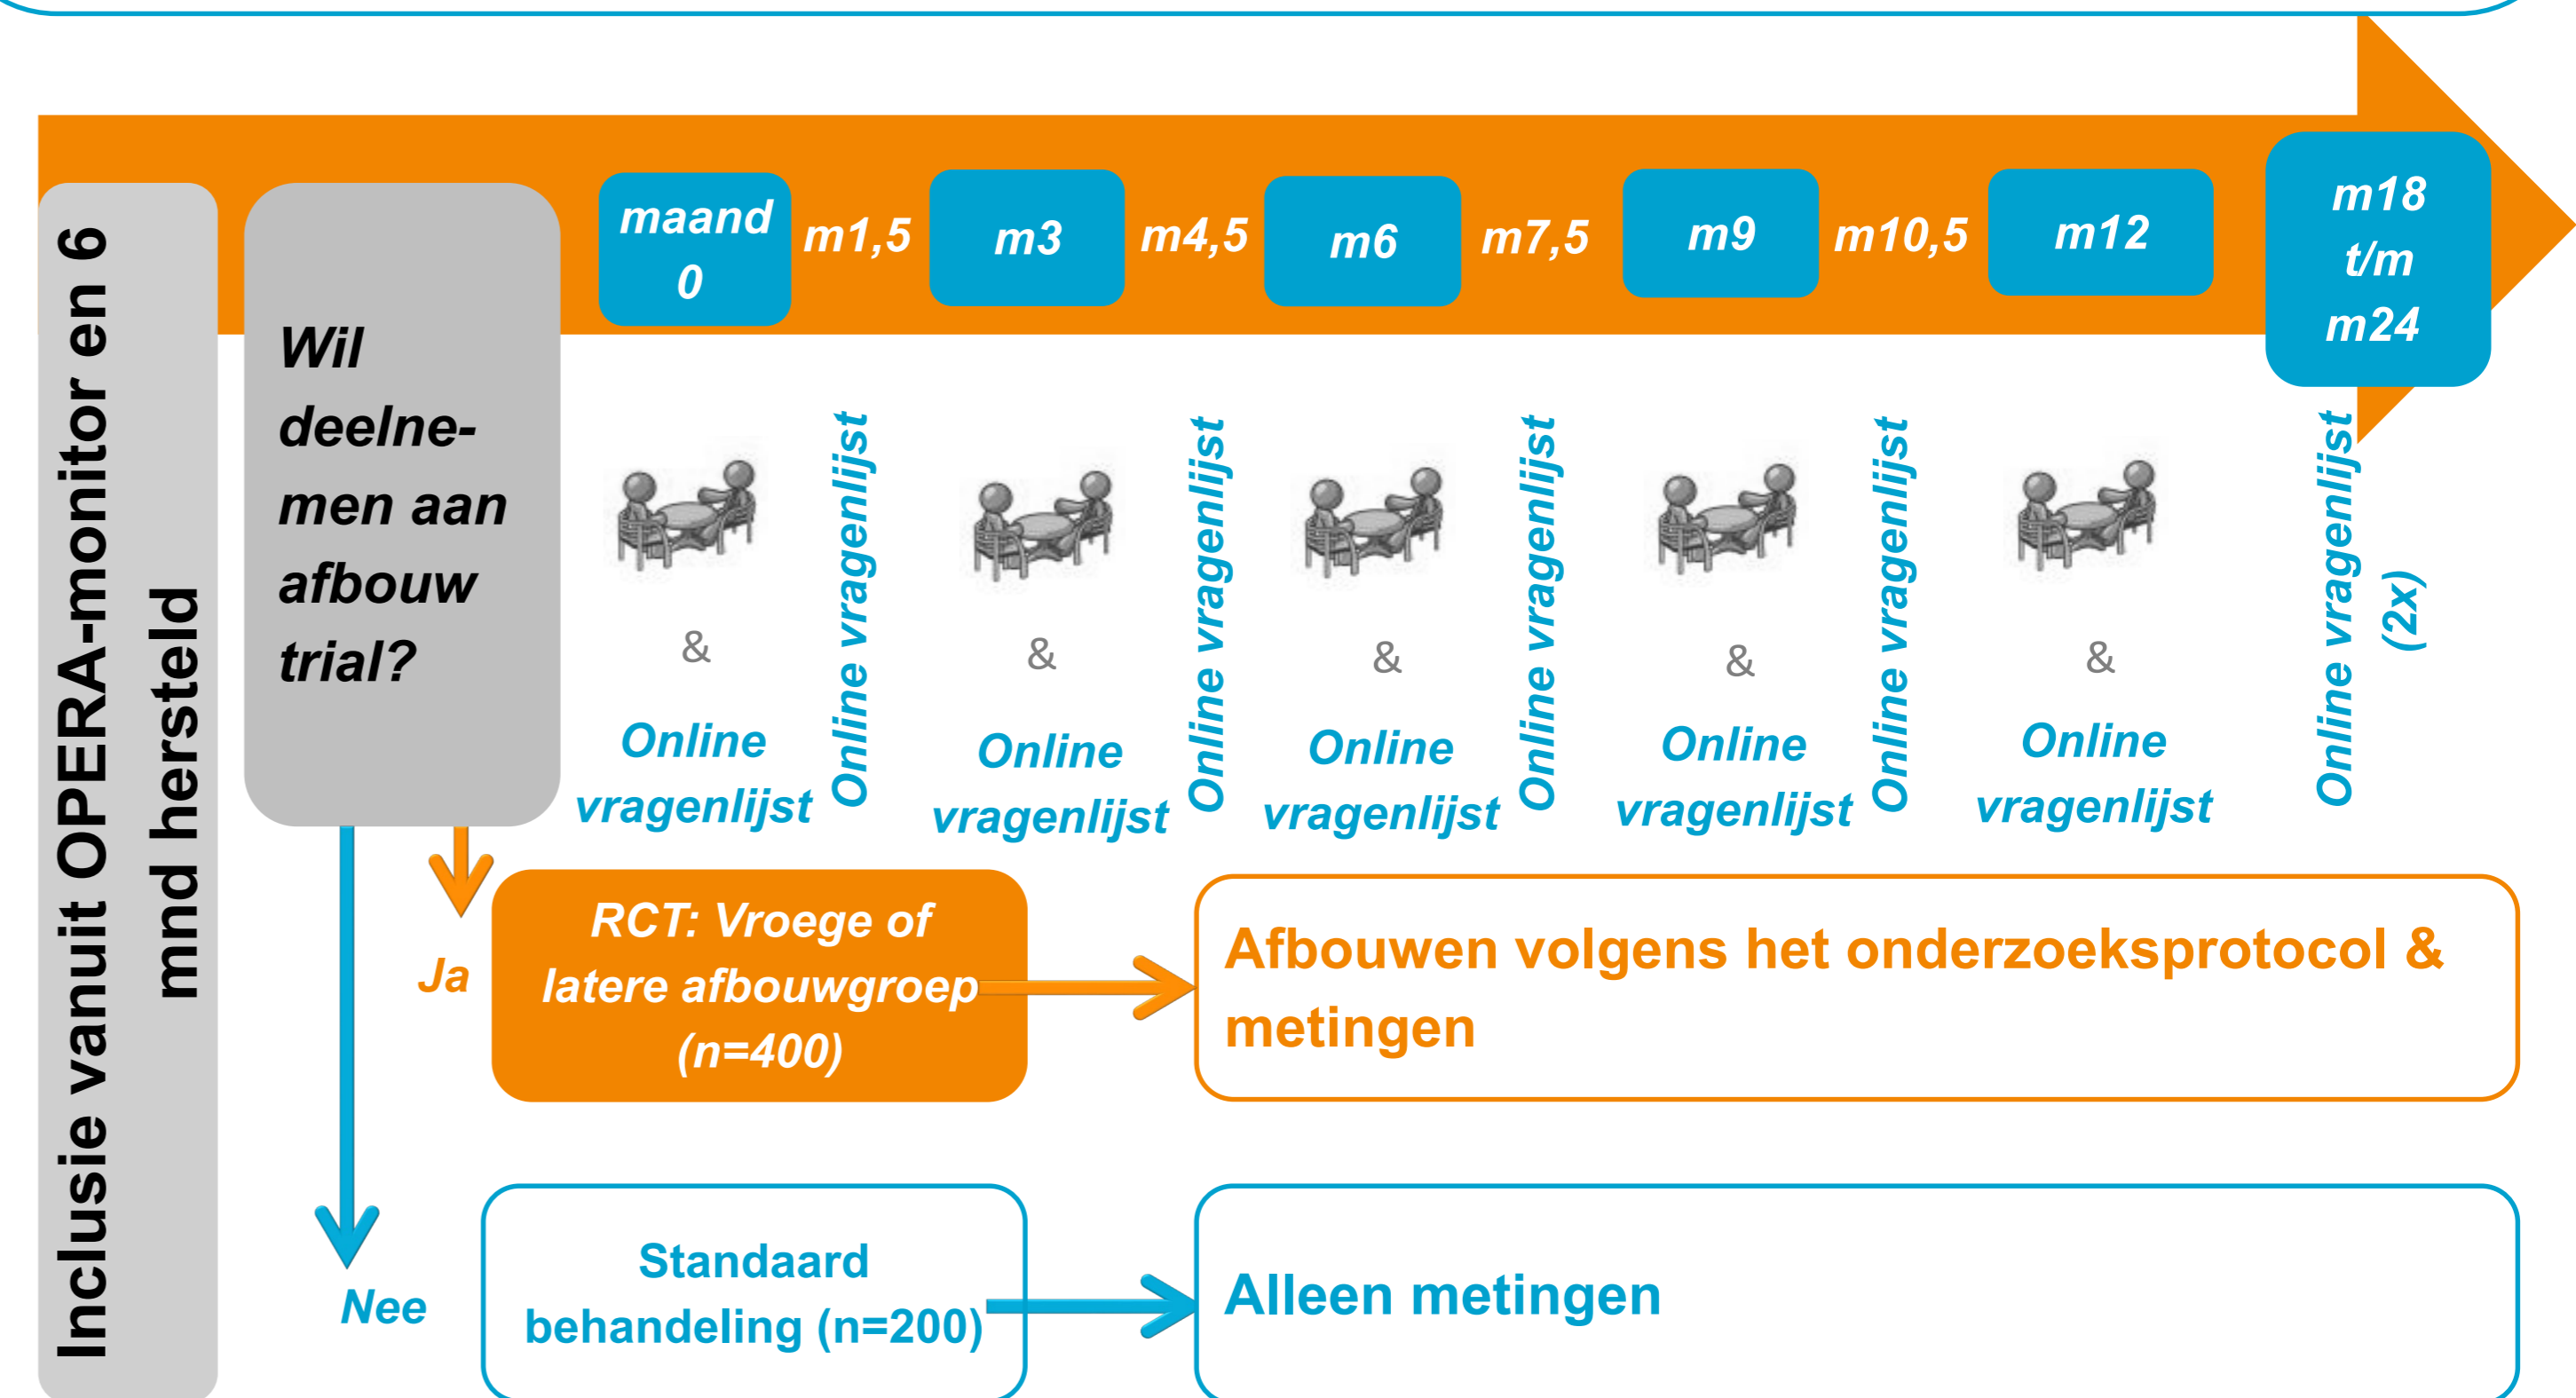 Inclusie vanuit OPERA-monitor en 6
mnd hersteld
Wil
deelne-
men aan
afbouw
trial?
maand
0
m1,5
m3
m4,5
m6
m7,5
m9
m10,5
m12
m18
t/m
m24
&
Online
vragenlijst
Online vragenlijst
&
Online
vragenlijst
Online vragenlijst
&
Online
vragenlijst
Online vragenlijst
&
Online
vragenlijst
Online vragenlijst
&
Online
vragenlijst
Online vragenlijst
(2x)
Ja
RCT: Vroege of
latere afbouwgroep
(n=400)
Afbouwen volgens het onderzoeksprotocol &
metingen
Nee
Standaard
behandeling (n=200)
Alleen metingen